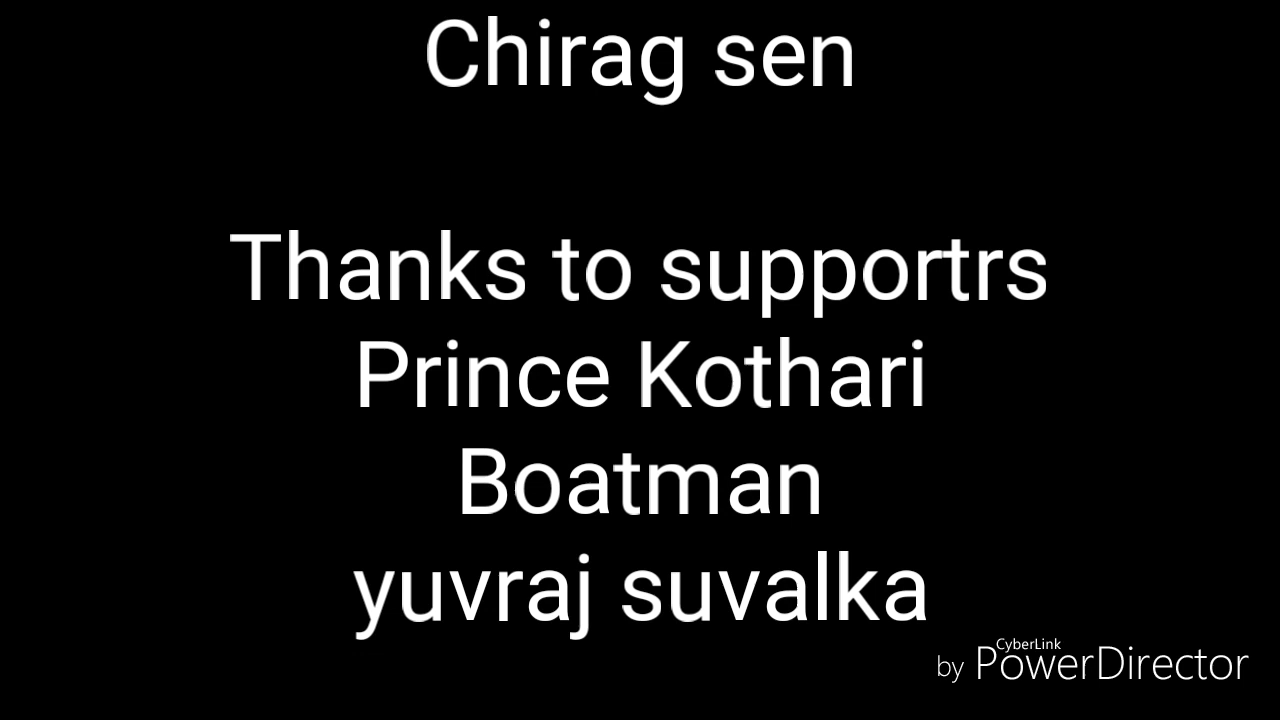 Chirag sen
Thanks to supportrs
Prince Kothari
Boatman
yuvraj suvalka
CyberLink
by PowerDirector